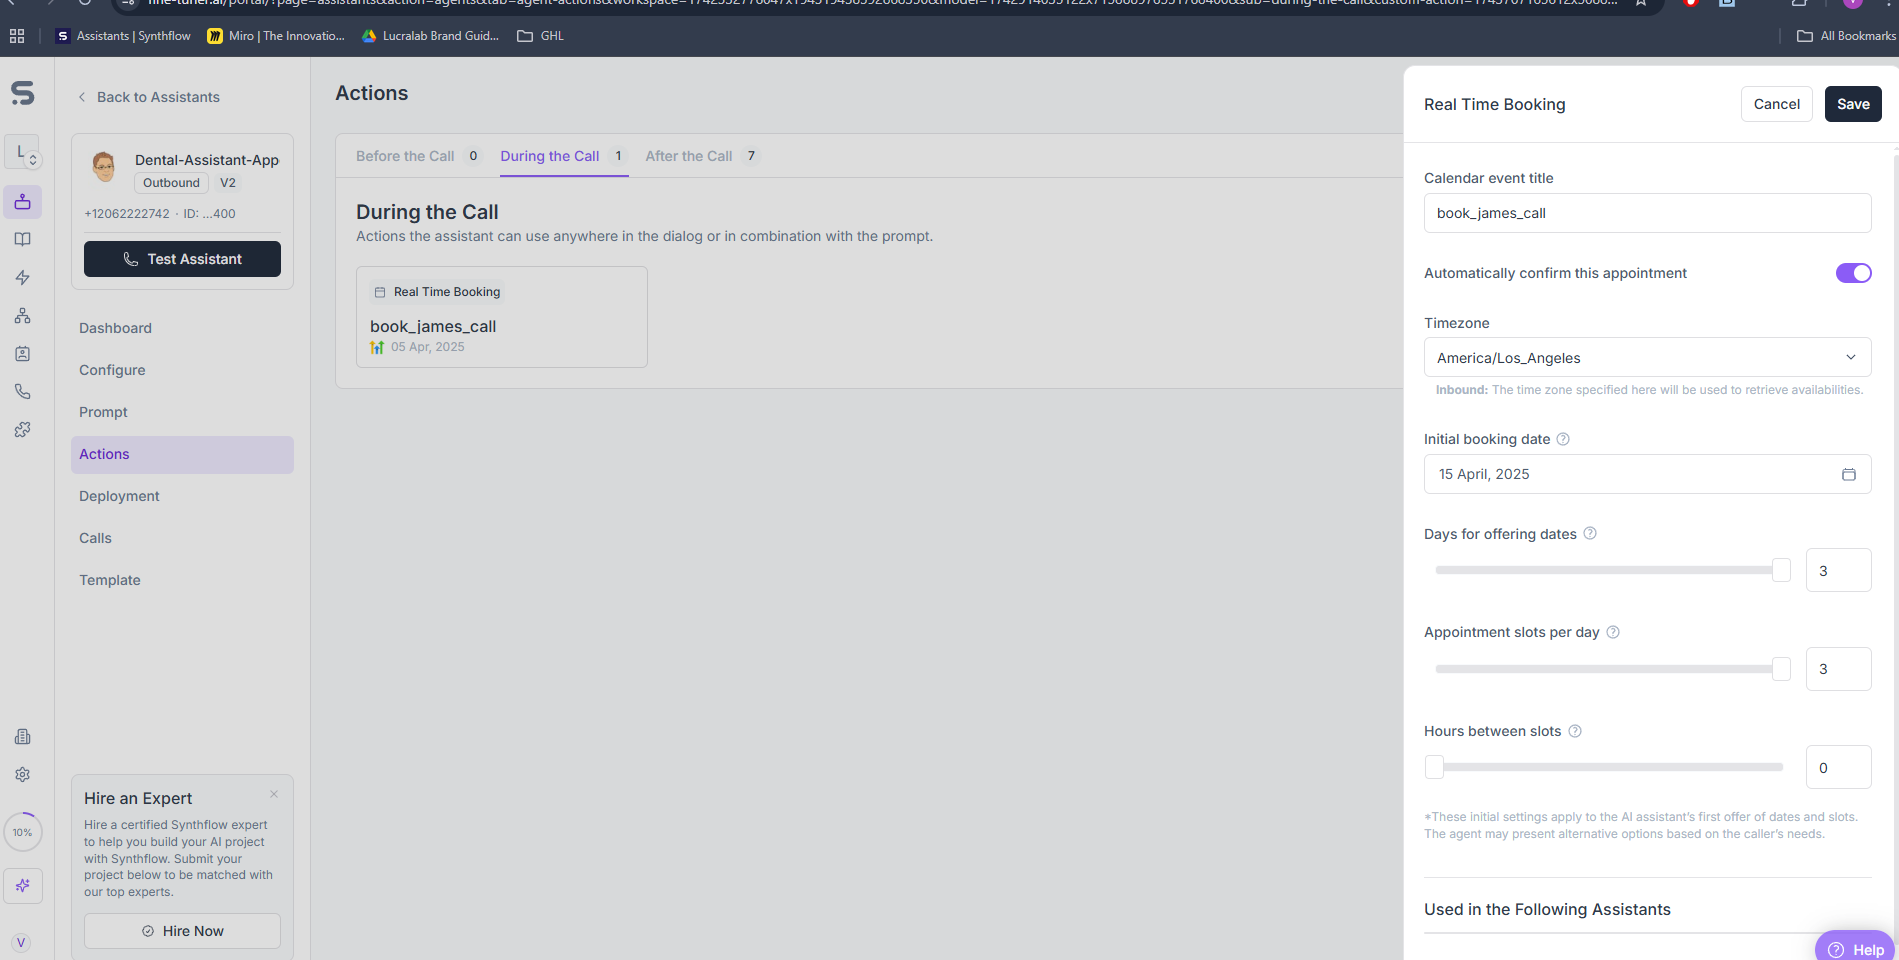 Assistants | Synthflow
Miro | The Innovatio...
Lucralab Brand Guid...
GHL
All Bookmarks
Back to Assistants
L
Dental-Assistant-App
Outbound
V2
+12062222742 · ID: ...400
Test Assistant
Dashboard
Configure
Prompt
Actions
Deployment
Calls
Template
10%
V
Hire an Expert
Hire a certified Synthflow expert
to help you build your AI project
with Synthflow. Submit your
project below to be matched with
our top experts.
Hire Now
Actions
Before the Call 0
During the Call 1
After the Call 7
During the Call
Actions the assistant can use anywhere in the dialog or in combination with the prompt.
Real Time Booking
book_james_call
05 Apr, 2025
Real Time Booking
Cancel
Save
Calendar event title
book_james_call
Automatically confirm this appointment
Timezone
America/Los_Angeles
Inbound: The time zone specified here will be used to retrieve availabilities.
Initial booking date
15 April, 2025
Days for offering dates
3
Appointment slots per day
3
Hours between slots
0
*These initial settings apply to the AI assistant's first offer of dates and slots.
The agent may present alternative options based on the caller's needs.
Used in the Following Assistants
Help